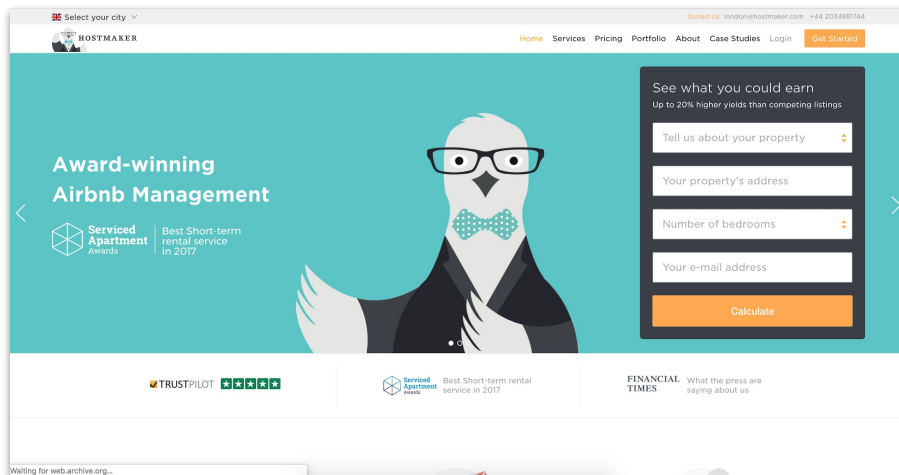 Select your city
Contact Us: london@hostmaker.com +44 2034881744
HOSTMAKER
Home Services Pricing Portfolio About Case Studies Login Get Started
Award-winning
Airbnb Management
Serviced
Apartment
Awards
Best Short-term
rental service
in 2017
See what you could earn
Up to 20% higher yields than competing listings
Tell us about your property
Your property's address
Number of bedrooms
Your e-mail address
Calculate
TRUSTPILOT
Serviced
Apartment
Awards
Best Short-term rental
service in 2017
FINANCIAL
TIMES
What the press are
saying about us
Waiting for web.archive.org...